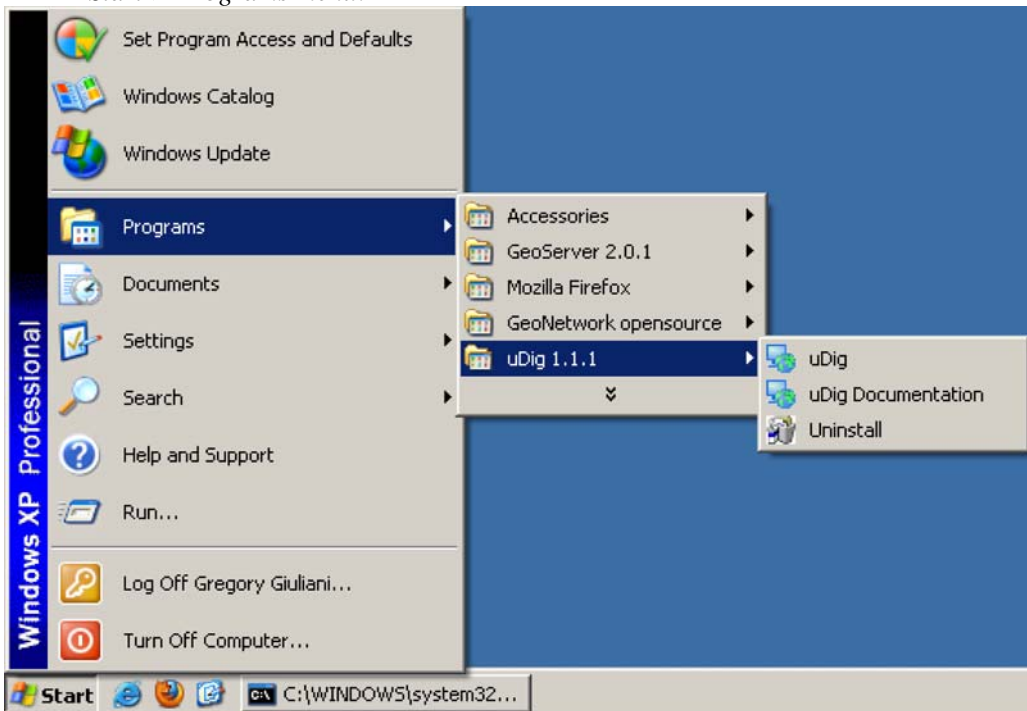 Set Program Access and Defaults
Windows Catalog
Windows Update
Programs
Documents
Settings
Search
Help and Support
Run...
Log Off Gregory Giuliani...
Turn Off Computer...
Windows XP Professional
Accessories
GeoServer 2.0.1
Mozilla Firefox
GeoNetwork opensource
uDig 1.1.1
uDig
uDig Documentation
Uninstall
Start
C:\WINDOWS\system32...